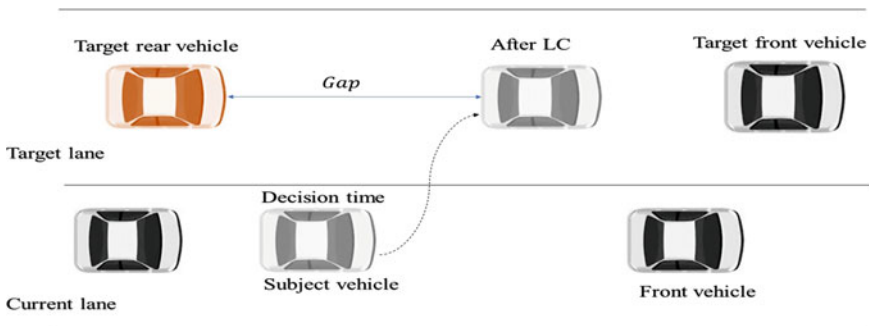 Target rear vehicle
After LC
Target front vehicle
Gap
Target lane
Decision time
Subject vehicle
Front vehicle
Current lane